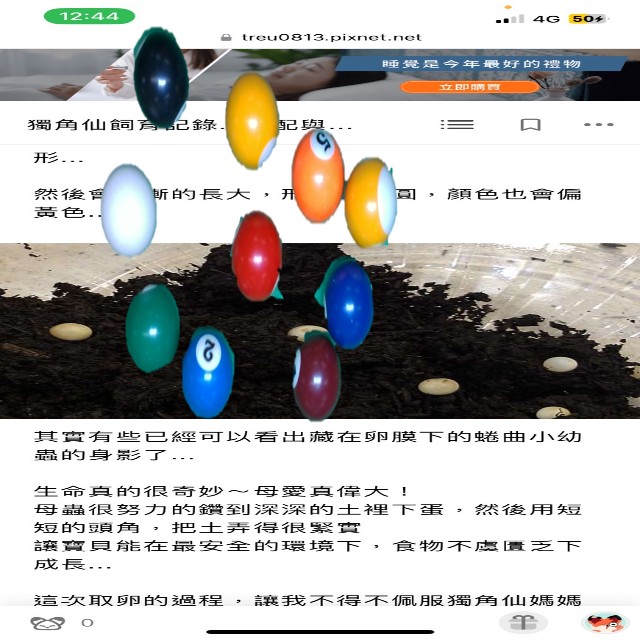 12:44
4G 50
treu0813.pixnet.net
睡覺是今年最好的禮物
立即購買
獨角仙飼育記錄. 配與...
形...
然後會 漸的長大，形 圓，顏色也會偏
黃色..
5
2
其實有些已經可以看出藏在卵膜下的蜷曲小幼
蟲的身影了...
生命真的很奇妙～母愛真偉大！
母蟲很努力的鑽到深深的土裡下蛋，然後用短
短的頭角，把土弄得很緊實
讓寶貝能在最安全的環境下，食物不虞匱乏下
成長...
這次取卵的過程，讓我不得不佩服獨角仙媽媽
0